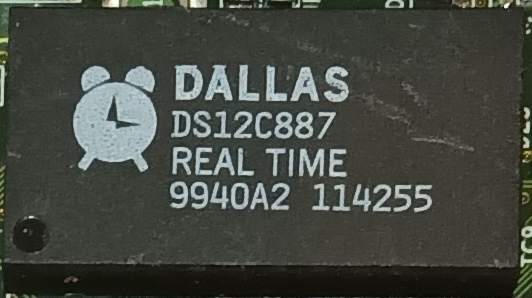 DALLAS
DS12C887
REAL TIME
9940A2 114255